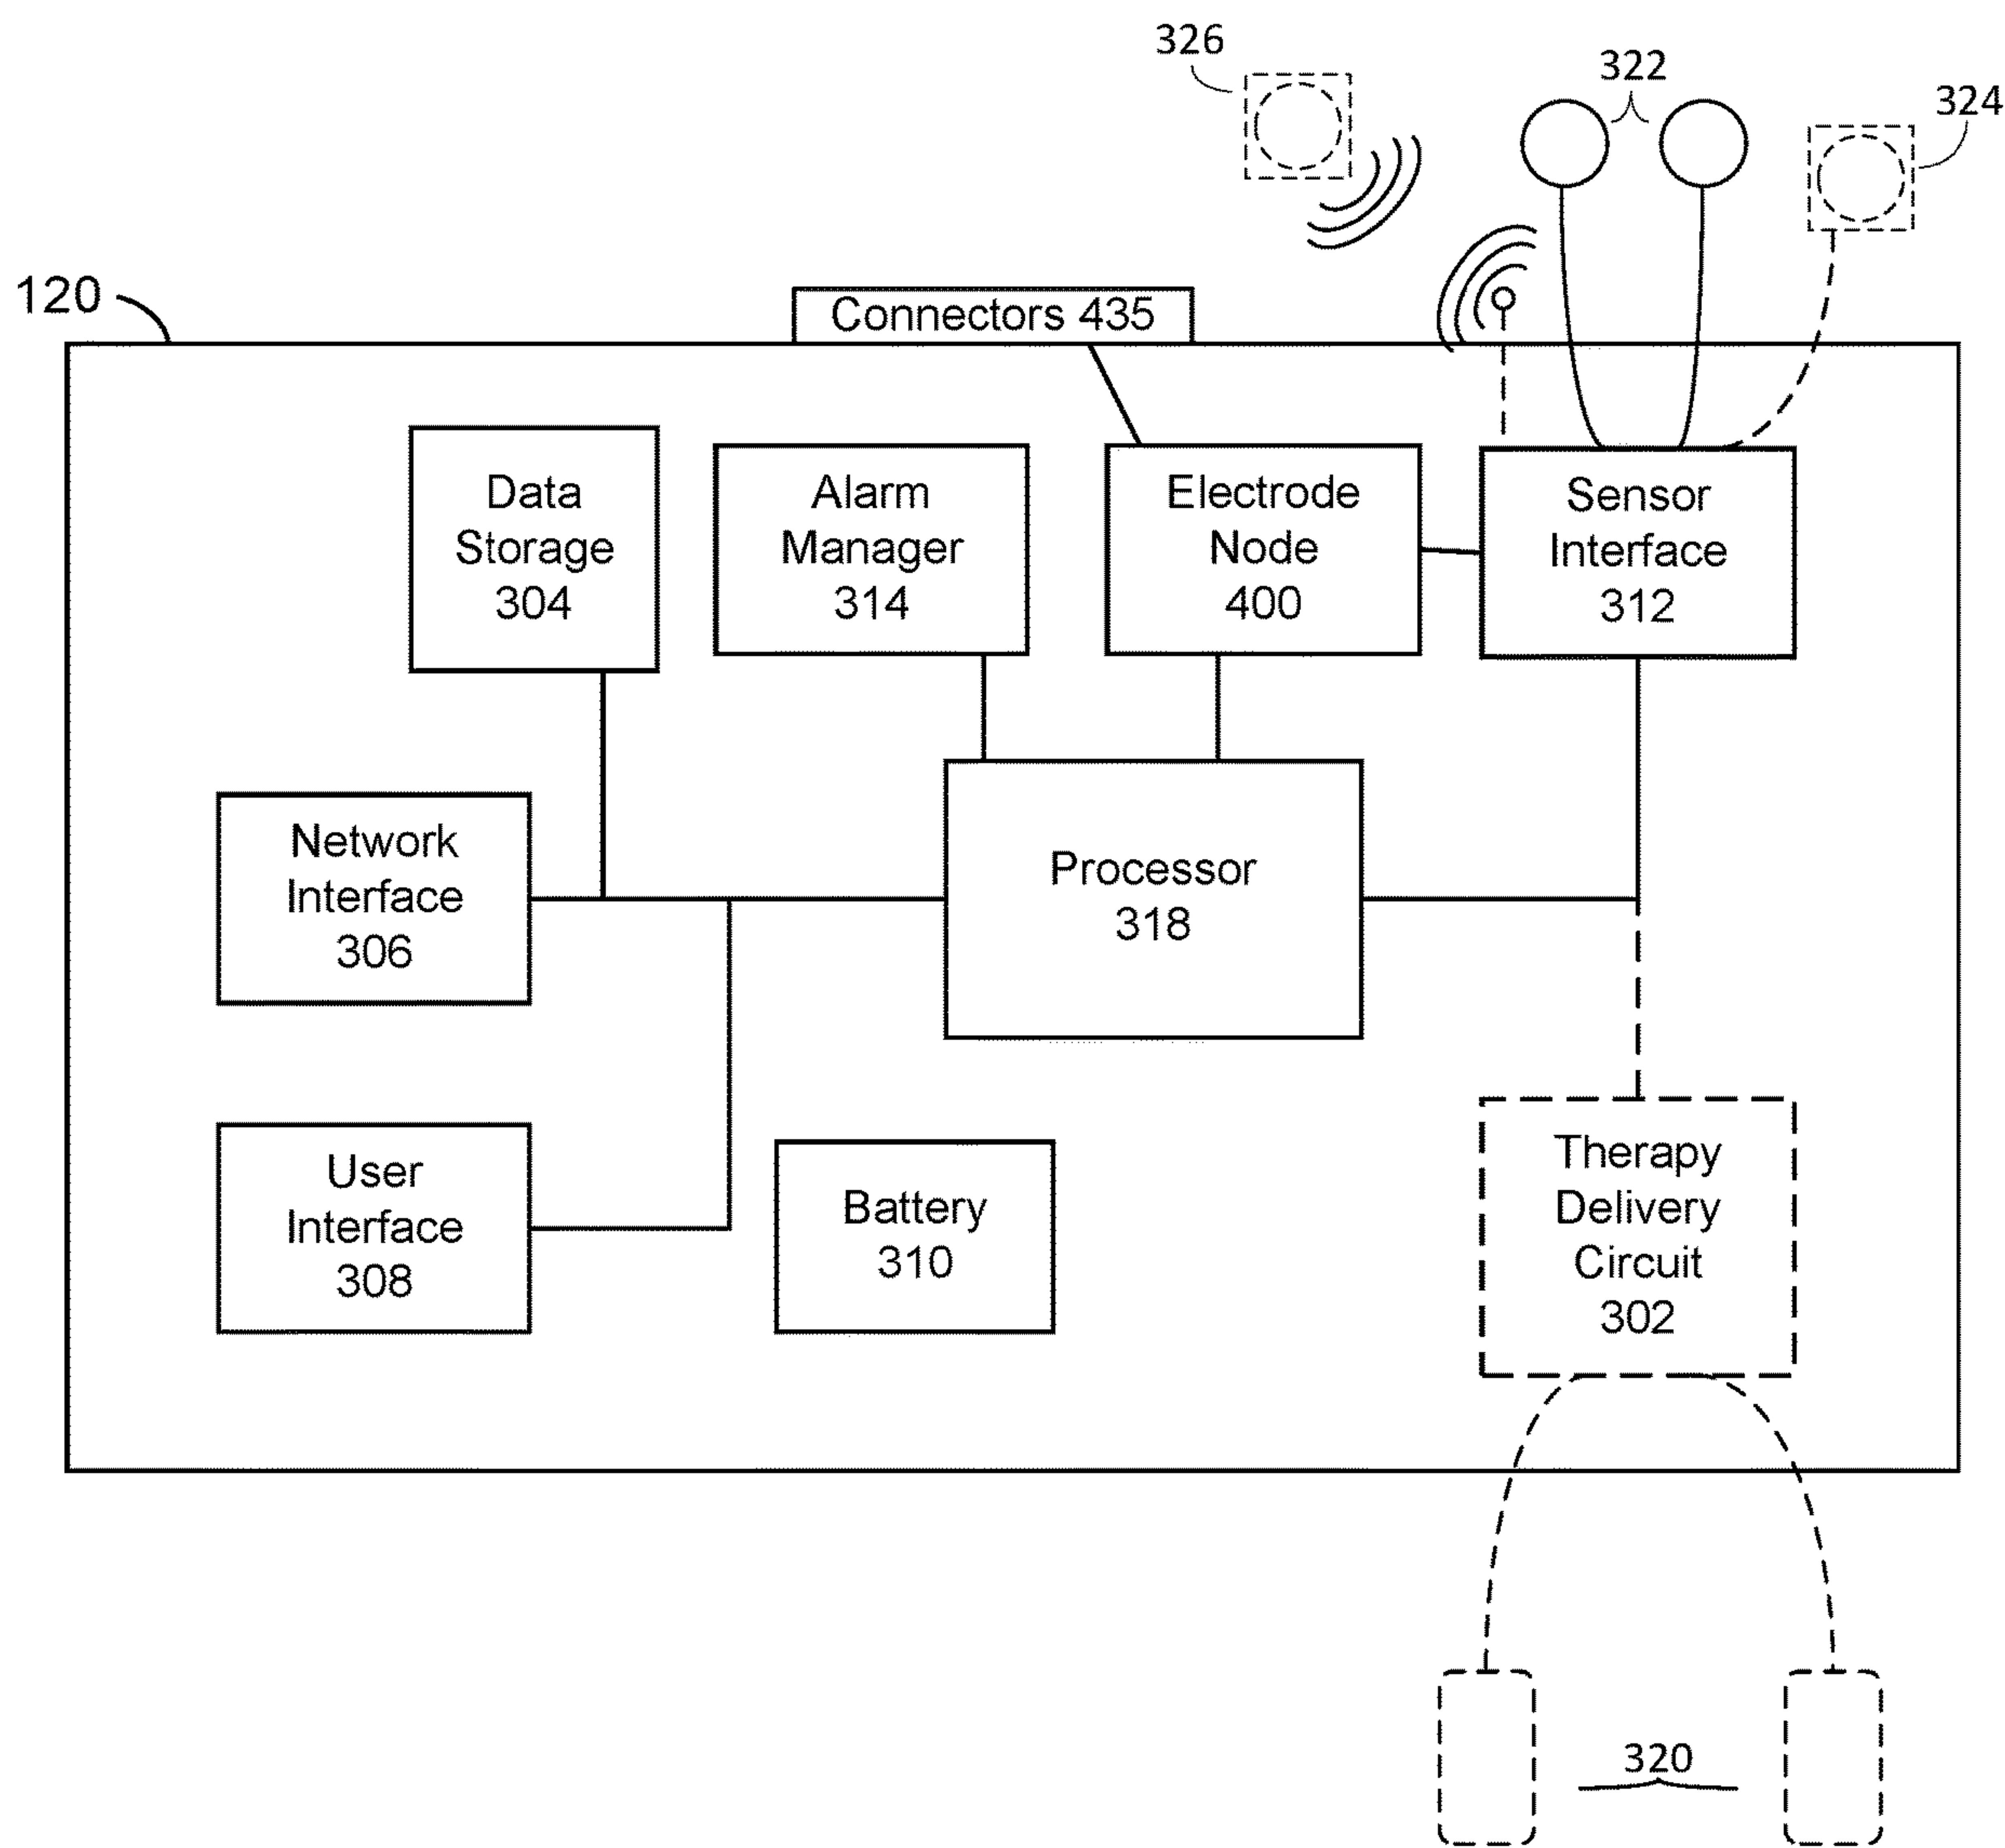 326
322
324
120
Connectors 435
Data
Storage
304
Alarm
Manager
314
Electrode
Node
400
Sensor
Interface
312
Network
Interface
306
Processor
318
User
Interface
308
Battery
310
Therapy
Delivery
Circuit
302
320